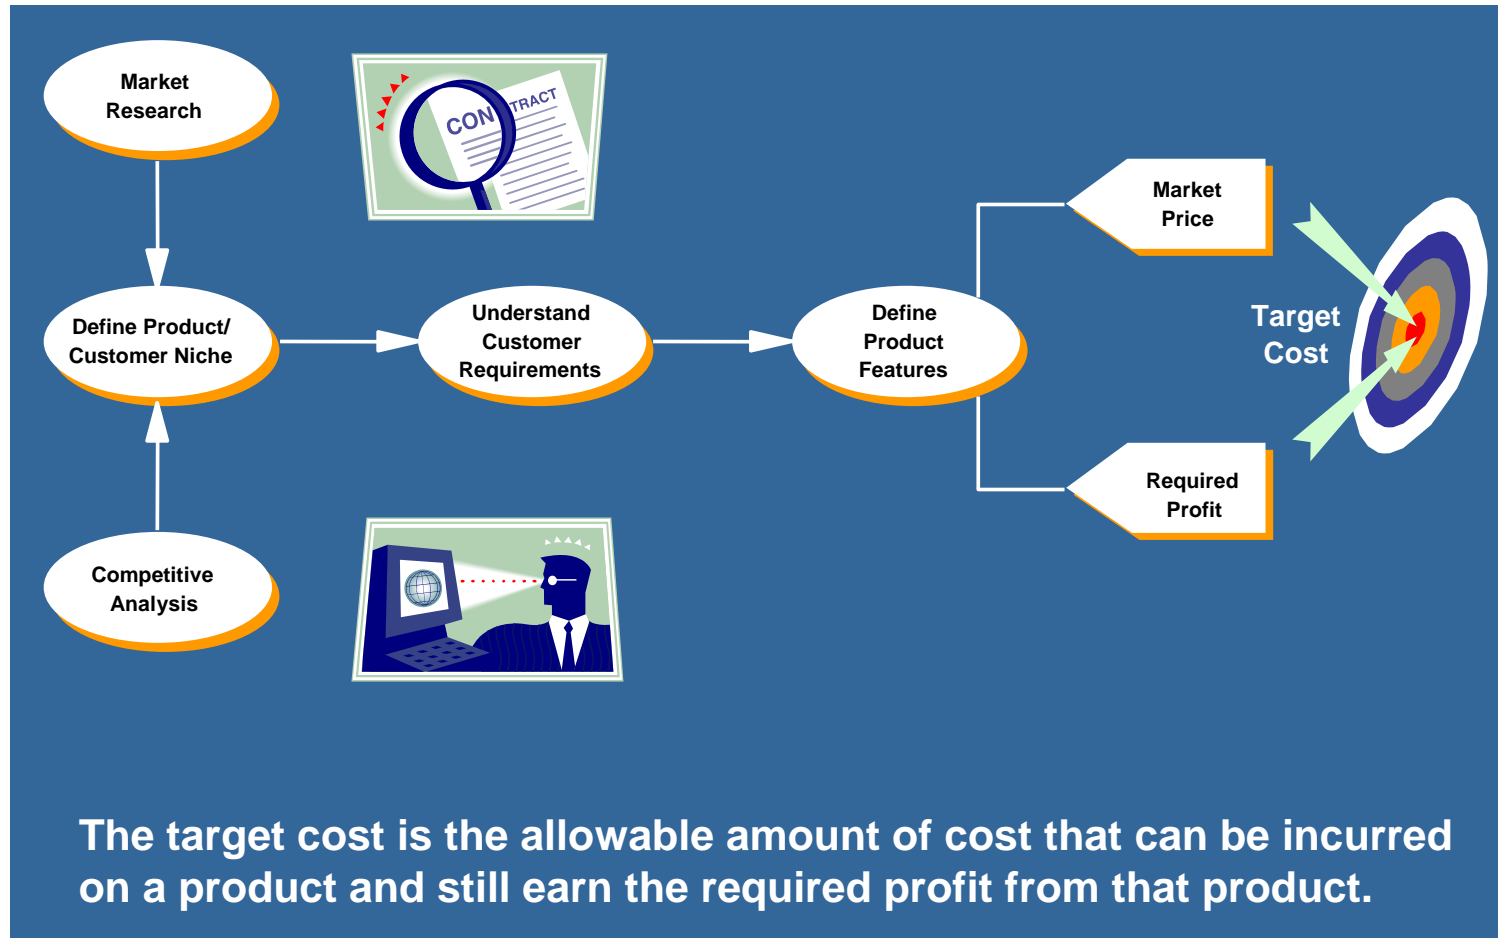 Market
Research
CONTRACT
Market
Price
Define Product/
Customer Niche
Understand
Customer
Requirements
Define
Product
Features
Target
Cost
Competitive
Analysis
Required
Profit
The target cost is the allowable amount of cost that can be incurred
on a product and still earn the required profit from that product.